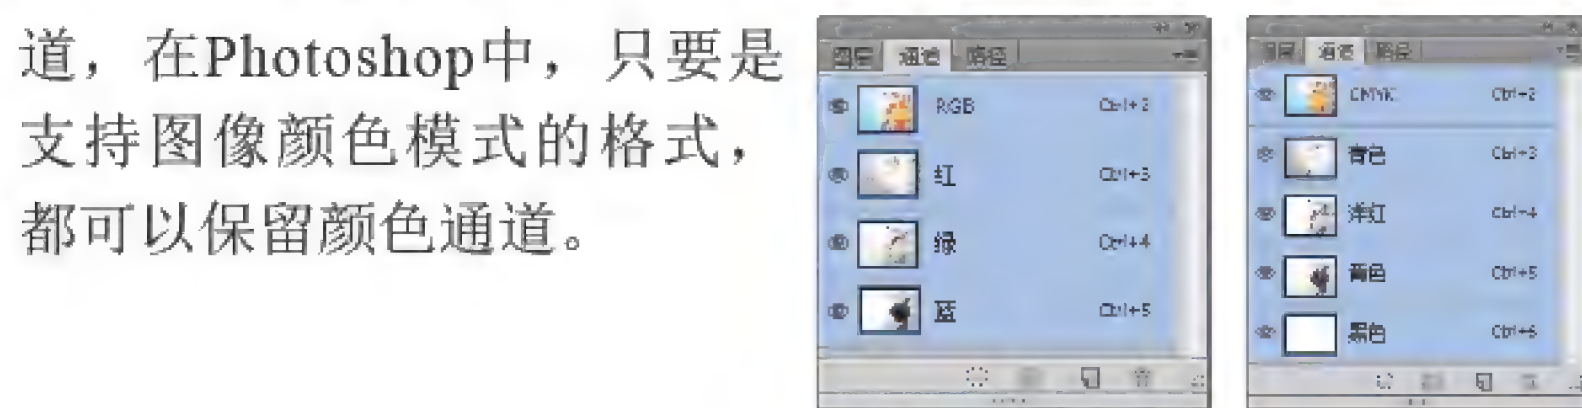 道，在Photoshop中，只要是
支持图像颜色模式的格式，
都可以保留颜色通道。
图层 通道 路径
RGB Ctrl+2
红 Ctrl+3
绿 Ctrl+4
蓝 Ctrl+5
图层 通道 路径
CMYK Ctrl+2
青色 Ctrl+3
洋红 Ctrl+4
黄色 Ctrl+5
黑色 Ctrl+6